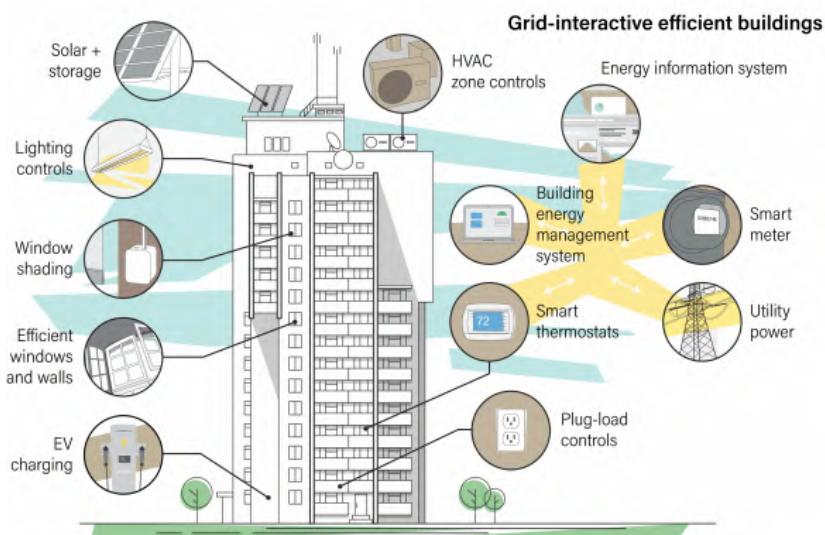 Grid-interactive efficient buildings
Solar +
storage
HVAC
zone controls
Energy information system
Lighting
controls
Building
energy
management
system
Smart
meter
Window
shading
Efficient
windows
and walls
72
Smart
thermostats
Utility
power
EV
charging
Plug-load
controls